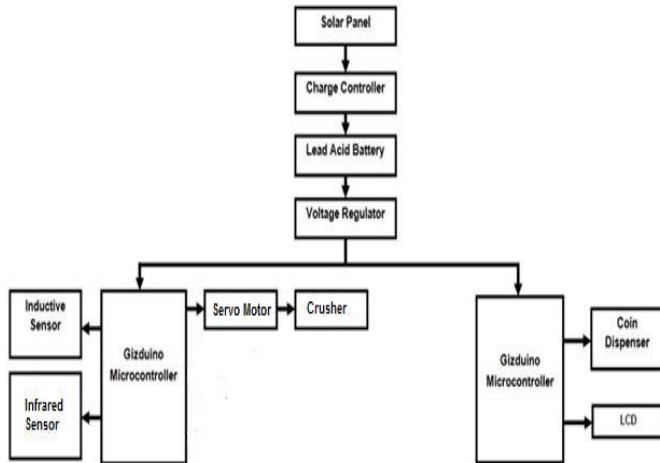 Solar Panel
Charge Controller
Lead Acid Battery
Voltage Regulator
Inductive
Sensor
Infrared
Sensor
Gizduino
Microcontroller
Servo Motor
Crusher
Gizduino
Microcontroller
Coin
Dispenser
LCD